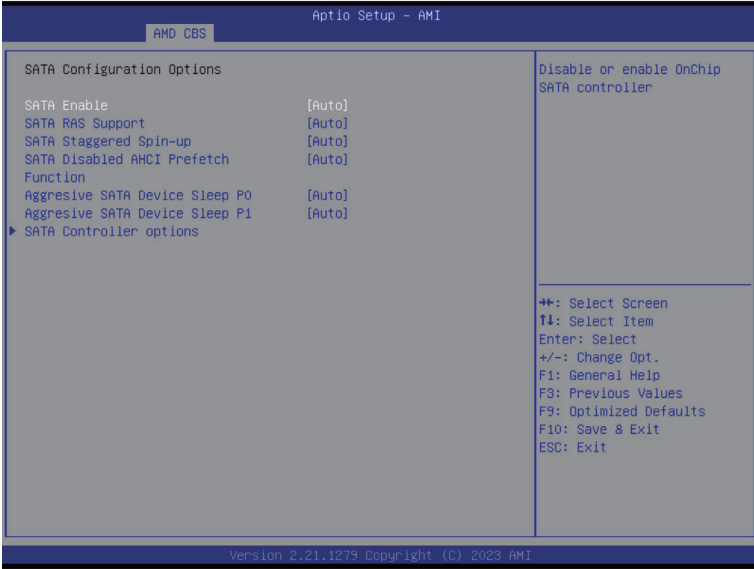 Aptio Setup – AMI
AMD CBS
SATA Configuration Options
SATA Enable [Auto]
SATA RAS Support [Auto]
SATA Staggered Spin-up [Auto]
SATA Disabled AHCI Prefetch [Auto]
Function
Aggresive SATA Device Sleep P0 [Auto]
Aggresive SATA Device Sleep P1 [Auto]
SATA Controller options
Disable or enable OnChip
SATA controller
→←: Select Screen
↑↓: Select Item
Enter: Select
+/-: Change Opt.
F1: General Help
F3: Previous Values
F9: Optimized Defaults
F10: Save & Exit
ESC: Exit
Version 2.21.1279 Copyright (C) 2023 AMI